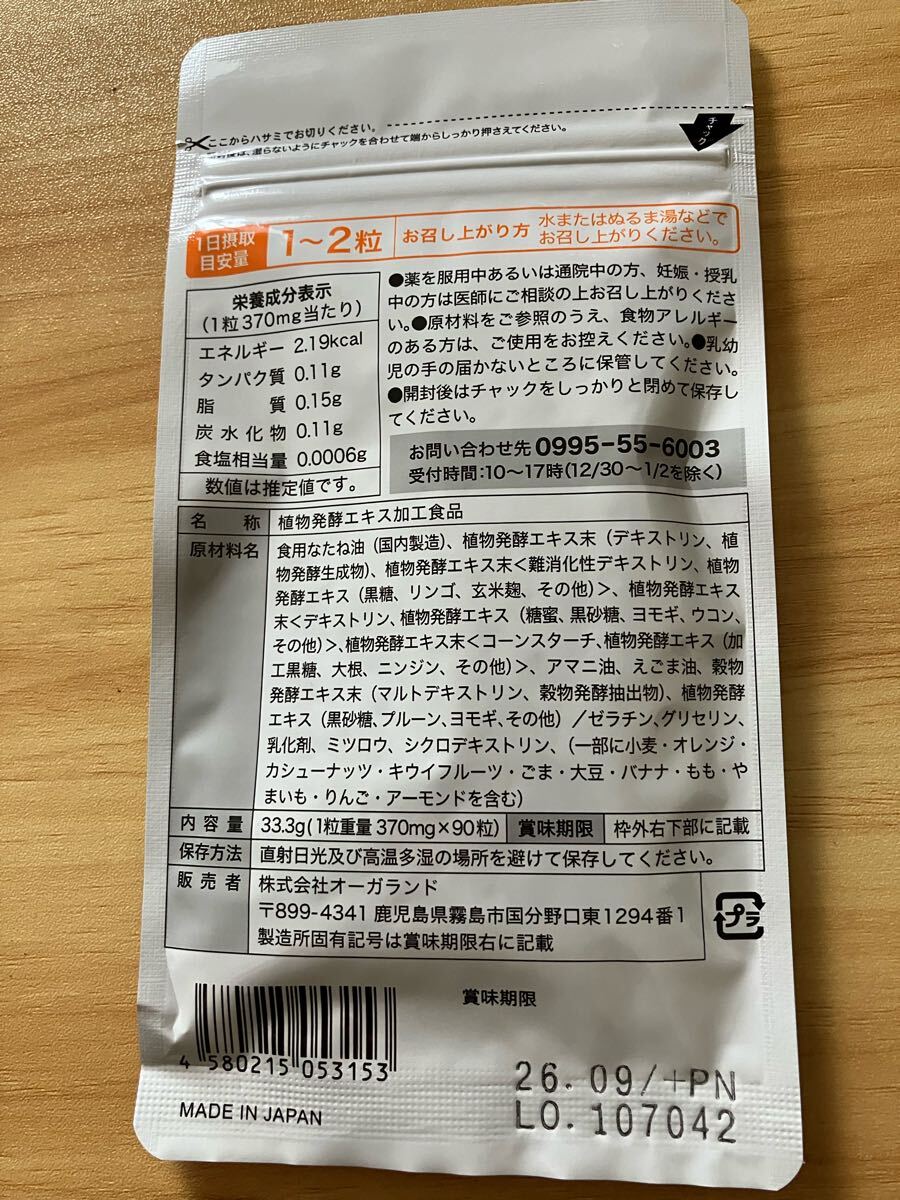 ここからハサミでお切りください。
は、湿らないようにチャックを合わせて端からしっかり押さえてください。
チャック
1日摂取
目安量
1〜2粒
お召し上がり方
水またはぬるま湯などで
お召し上がりください。
栄養成分表示
(1粒370mg当たり)
エネルギー 2.19kcal
タンパク質 0.11g
脂質 0.15g
炭水化物 0.11g
食塩相当量 0.0006g
数値は推定値です。
●薬を服用中あるいは通院中の方、妊娠・授乳
中の方は医師にご相談の上お召し上がりくださ
い。●原材料をご参照のうえ、食物アレルギー
のある方は、ご使用をお控えください。●乳幼
児の手の届かないところに保管してください。
●開封後はチャックをしっかりと閉めて保存し
てください。
お問い合わせ先 0995-55-6003
受付時間:10〜17時(12/30〜1/2を除く)
名称 植物発酵エキス加工食品
原材料名 食用なたね油(国内製造)、植物発酵エキス末(デキストリン、植
物発酵生成物)、植物発酵エキス末<難消化性デキストリン、植物
発酵エキス(黒糖、リンゴ、玄米麹、その他)>、植物発酵エキス
末<デキストリン、植物発酵エキス(糖蜜、黒砂糖、ヨモギ、ウコン、
その他)>、植物発酵エキス末<コーンスターチ、植物発酵エキス(加
工黒糖、大根、ニンジン、その他)>、アマニ油、えごま油、穀物
発酵エキス末(マルトデキストリン、穀物発酵抽出物)、植物発酵
エキス(黒砂糖、プルーン、ヨモギ、その他)/ゼラチン、グリセリン、
乳化剤、ミツロウ、シクロデキストリン、(一部に小麦・オレンジ・
カシューナッツ・キウイフルーツ・ごま・大豆・バナナ・もも・や
まいも・りんご・アーモンドを含む)
内容量 33.3g(1粒重量 370mg×90粒) 賞味期限 枠外右下部に記載
保存方法 直射日光及び高温多湿の場所を避けて保存してください。
販売者 株式会社オーガランド
〒899-4341 鹿児島県霧島市国分野口東1294番1
製造所固有記号は賞味期限右に記載
プラ
賞味期限
4 580215 053153
26.09/+PN
LO.107042
MADE IN JAPAN